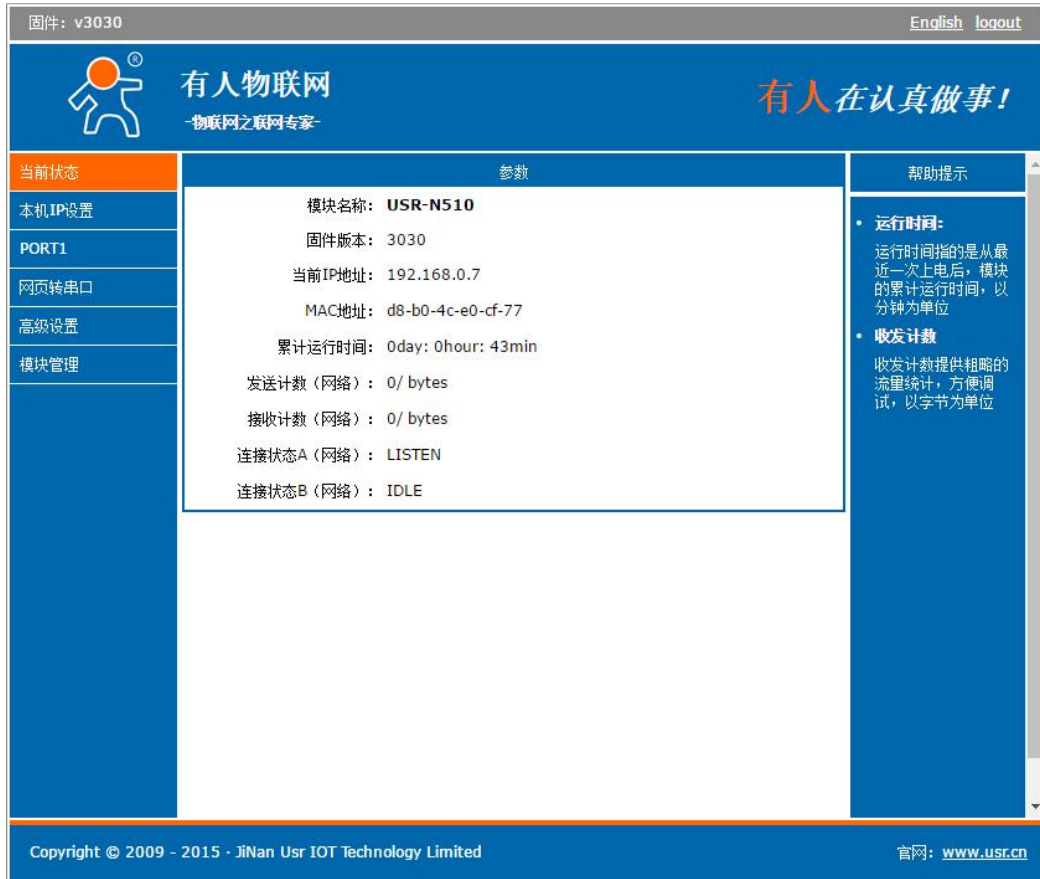 固件: v3030
English logout
®
有人物联网
-物联网之联网专家-
有人在认真做事!
当前状态
本机IP设置
PORT1
网页转串口
高级设置
模块管理
参数
模块名称: USR-N510
固件版本: 3030
当前IP地址: 192.168.0.7
MAC地址: d8-b0-4c-e0-cf-77
累计运行时间: 0day: 0hour: 43min
发送计数（网络）: 0/ bytes
接收计数（网络）: 0/ bytes
连接状态A（网络）: LISTEN
连接状态B（网络）: IDLE
帮助提示
• 运行时间:
运行时间指的是从最
近一次上电后，模块
的累计运行时间，以
分钟为单位
• 收发计数
收发计数提供粗略的
流量统计，方便调
试，以字节为单位
Copyright © 2009 - 2015 · JiNan Usr IOT Technology Limited
官网: www.usr.cn